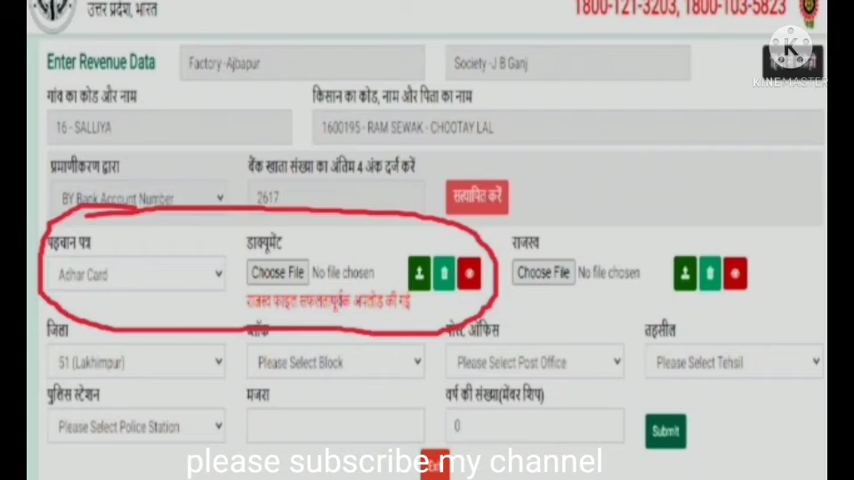 उत्तर प्रदेश, भारत
1800-121-3203, 1800-103-5823
KINEMASTER
Enter Revenue Data
Factory -Ajbapur
Society -J B Ganj
गांव का कोड और नाम
किसान का कोड, नाम और पिता का नाम
16 - SALLIYA
1600195 - RAM SEWAK - CHOOTAY LAL
प्रमाणीकरण द्वारा
बैंक खाता संख्या का अंतिम 4 अंक दर्ज करें
BY Bank Account Number
2617
सत्यापित करें
पहचान पत्र
डाक्यूमेंट
राजस्व
Adhar Card
Choose File No file chosen
Choose File No file chosen
राजस्व फाइल सफलतापूर्वक अपलोड की गई
जिला
ब्लॉक
पोस्ट ऑफिस
तहसील
51 (Lakhimpur)
Please Select Block
Please Select Post Office
Please Select Tehsil
पुलिस स्टेशन
मजरा
वर्ष की संख्या(मेंबर शिप)
Please Select Police Station
0
Submit
please subscribe my channel